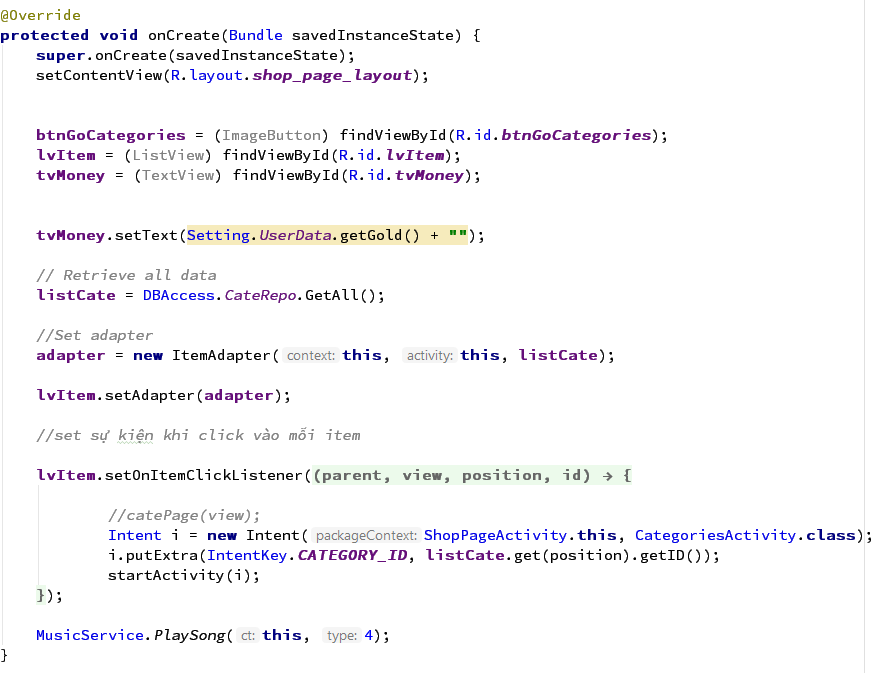 @Override
protected void onCreate(Bundle savedInstanceState) {
super.onCreate(savedInstanceState);
setContentView(R.layout.shop_page_layout);
btnGoCategories = (ImageButton) findViewById(R.id.btnGoCategories);
lvItem = (ListView) findViewById(R.id.lvItem);
tvMoney = (TextView) findViewById(R.id.tvMoney);
tvMoney.setText(Setting.UserData.getGold() + "");
// Retrieve all data
listCate = DBAccess.CateRepo.GetAll();
//Set adapter
adapter = new ItemAdapter( context: this, activity: this, listCate);
lvItem.setAdapter(adapter);
//set sự kiện khi click vào mỗi item
lvItem.setOnItemClickListener((parent, view, position, id) → {
//catePage(view);
Intent i = new Intent( packageContext: ShopPageActivity.this, CategoriesActivity.class);
i.putExtra(IntentKey.CATEGORY_ID, listCate.get(position).getID());
startActivity(i);
});
MusicService.PlaySong( ct: this, type: 4);
}